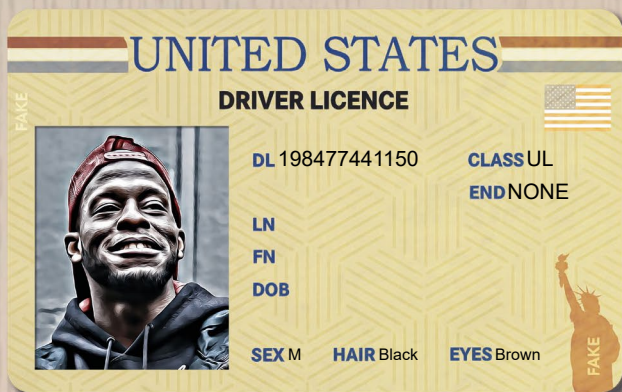 UNITED STATES
DRIVER LICENCE
FAKE
DL 198477441150 CLASS UL
END NONE
LN
FN
DOB
SEX M HAIR Black EYES Brown
FAKE